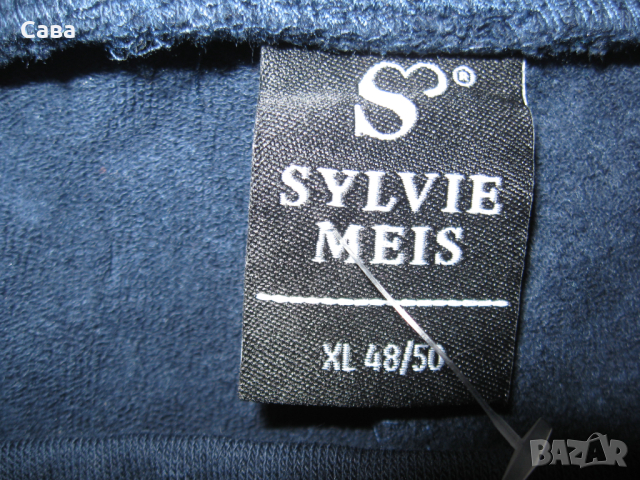 Сава
S®
SYLVIE
MEIS
XL 48/50
BAZAR